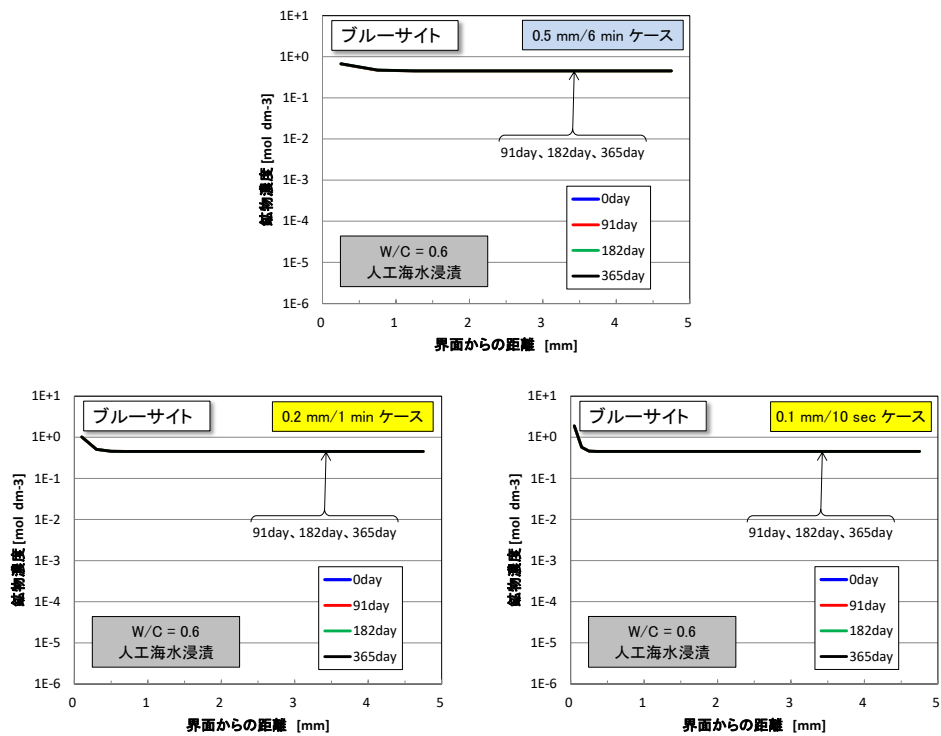 ブルーサイト
0.5 mm/6 min ケース
鉱物濃度 [mol dm-3]
1E+1
1E+0
1E-1
1E-2
1E-3
1E-4
1E-5
1E-6
91day、182day、365day
0day
91day
182day
365day
W/C = 0.6
人工海水浸漬
0 1 2 3 4 5
界面からの距離 [mm]
ブルーサイト
0.2 mm/1 min ケース
鉱物濃度 [mol dm-3]
1E+1
1E+0
1E-1
1E-2
1E-3
1E-4
1E-5
1E-6
91day、182day、365day
0day
91day
182day
365day
W/C = 0.6
人工海水浸漬
0 1 2 3 4 5
界面からの距離 [mm]
ブルーサイト
0.1 mm/10 sec ケース
鉱物濃度 [mol dm-3]
1E+1
1E+0
1E-1
1E-2
1E-3
1E-4
1E-5
1E-6
91day、182day、365day
0day
91day
182day
365day
W/C = 0.6
人工海水浸漬
0 1 2 3 4 5
界面からの距離 [mm]